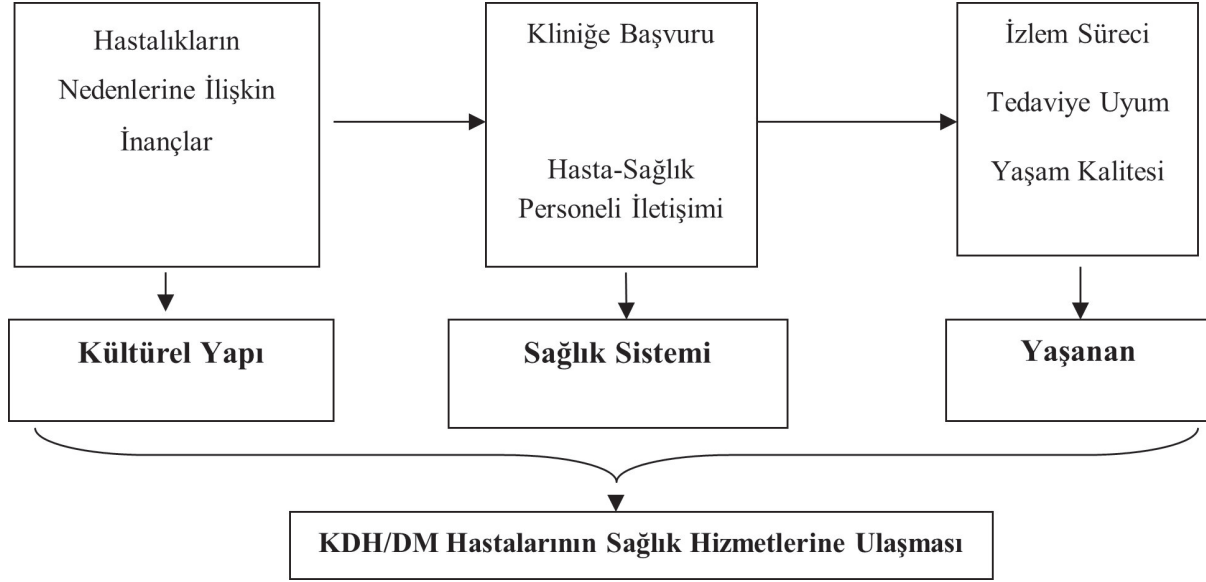 Hastalıkların
Nedenlerine İlişkin
İnançlar
Kliniğe Başvuru
Hasta-Sağlık
Personeli İletişimi
İzlem Süreci
Tedaviye Uyum
Yaşam Kalitesi
Kültürel Yapı
Sağlık Sistemi
Yaşanan
KDH/DM Hastalarının Sağlık Hizmetlerine Ulaşması